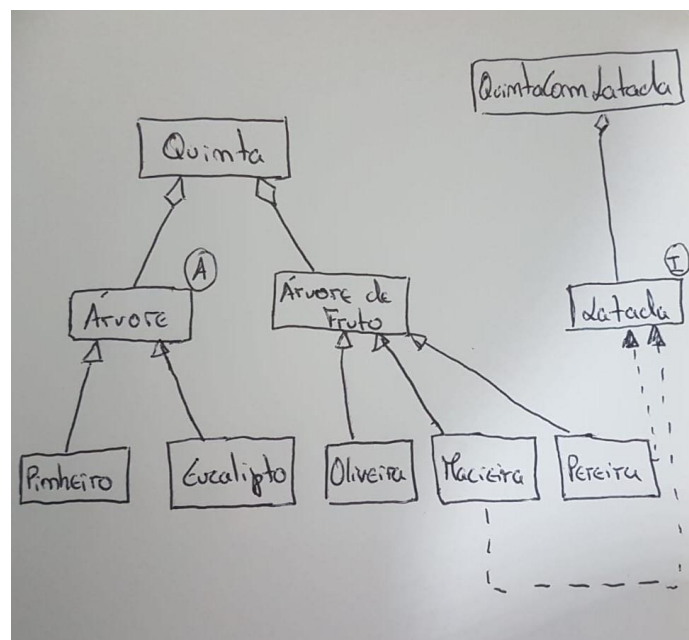 QuintaComLatada
Quinta
A
I
Árvore
Árvore de
Fruto
Latada
Pinheiro
Eucalipto
Oliveira
Macieira
Pereira